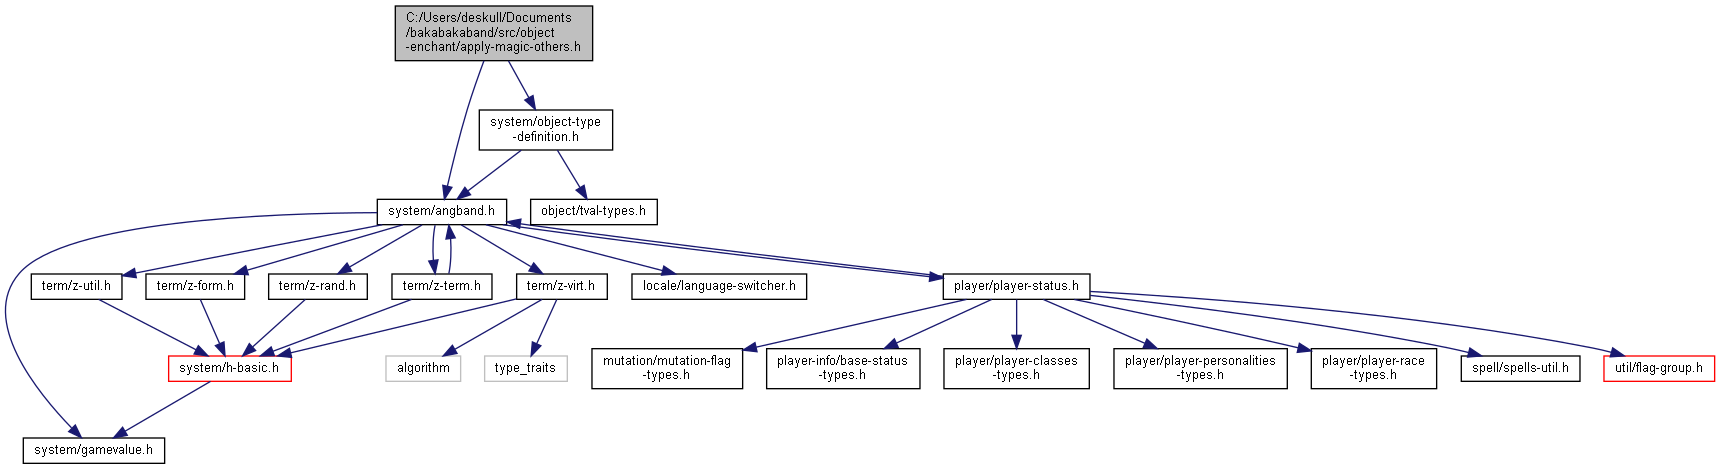 C:/Users/deskull/Documents
/bakabakaband/src/object
-enchant/apply-magic-others.h
system/object-type
-definition.h
system/angband.h
object/tval-types.h
term/z-util.h
term/z-form.h
term/z-rand.h
term/z-term.h
term/z-virt.h
locale/language-switcher.h
player/player-status.h
system/h-basic.h
algorithm
type_traits
mutation/mutation-flag
-types.h
player-info/base-status
-types.h
player/player-classes
-types.h
player/player-personalities
-types.h
player/player-race
-types.h
spell/spells-util.h
util/flag-group.h
system/gamevalue.h